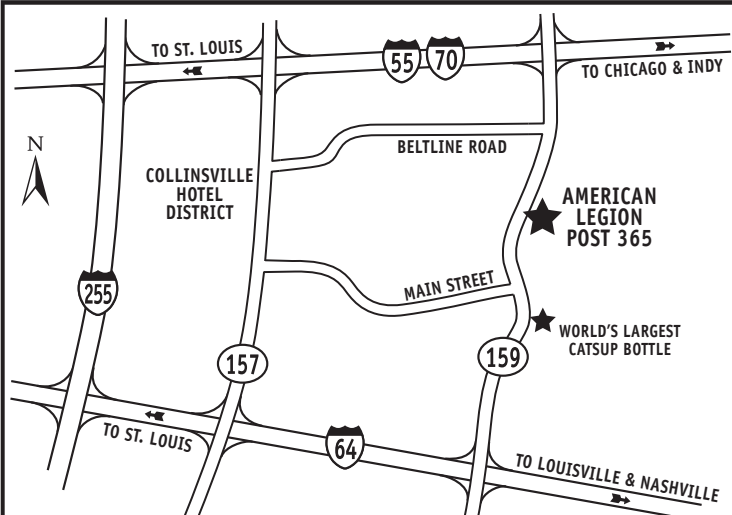 TO ST. LOUIS
55
70
TO CHICAGO & INDY
N
BELTLINE ROAD
COLLINSVILLE
HOTEL
DISTRICT
AMERICAN
LEGION
POST 365
255
MAIN STREET
WORLD'S LARGEST
CATSUP BOTTLE
157
159
TO ST. LOUIS
64
TO LOUISVILLE & NASHVILLE